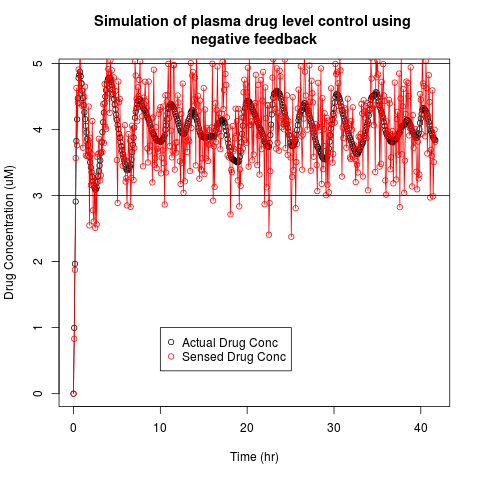 Simulation of plasma drug level control using
negative feedback
Drug Concentration (uM)
5
4
3
2
1
0
Actual Drug Conc
Sensed Drug Conc
0 10 20 30 40
Time (hr)